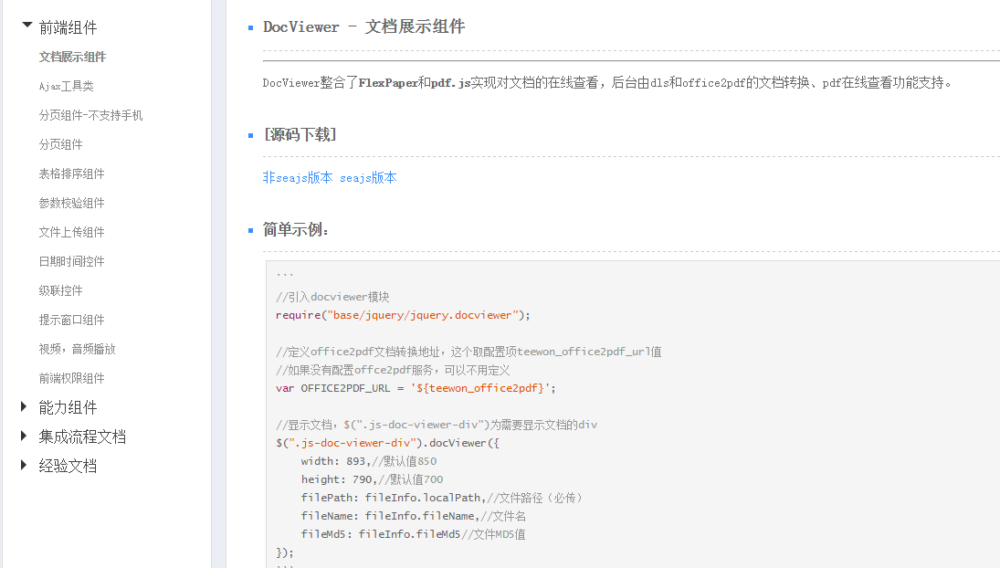 前端组件
文档展示组件
Ajax工具类
分页组件-不支持手机
分页组件
表格排序组件
参数校验组件
文件上传组件
日期时间控件
级联控件
提示窗口组件
视频，音频播放
前端权限组件
能力组件
集成流程文档
经验文档
DocViewer - 文档展示组件
DocViewer整合了FlexPaper和pdf.js实现对文档的在线查看，后台由dls和office2pdf的文档转换、pdf在线查看功能支持。
[源码下载]
非seajs版本 seajs版本
简单示例：
```
//引入docviewer模块
require("base/jquery/jquery.docviewer");
//定义office2pdf文档转换地址，这个取配置项teewon_office2pdf_url值
//如果没有配置offce2pdf服务，可以不用定义
var OFFICE2PDF_URL = '${teewon_office2pdf}';
//显示文档，$(".js-doc-viewer-div")为需要显示文档的div
$(".js-doc-viewer-div").docViewer({
    width: 893,//默认值850
    height: 790,//默认值700
    filePath: fileInfo.localPath,//文件路径（必传）
    fileName: fileInfo.fileName,//文件名
    fileMd5: fileInfo.fileMd5//文件MD5值
});
```